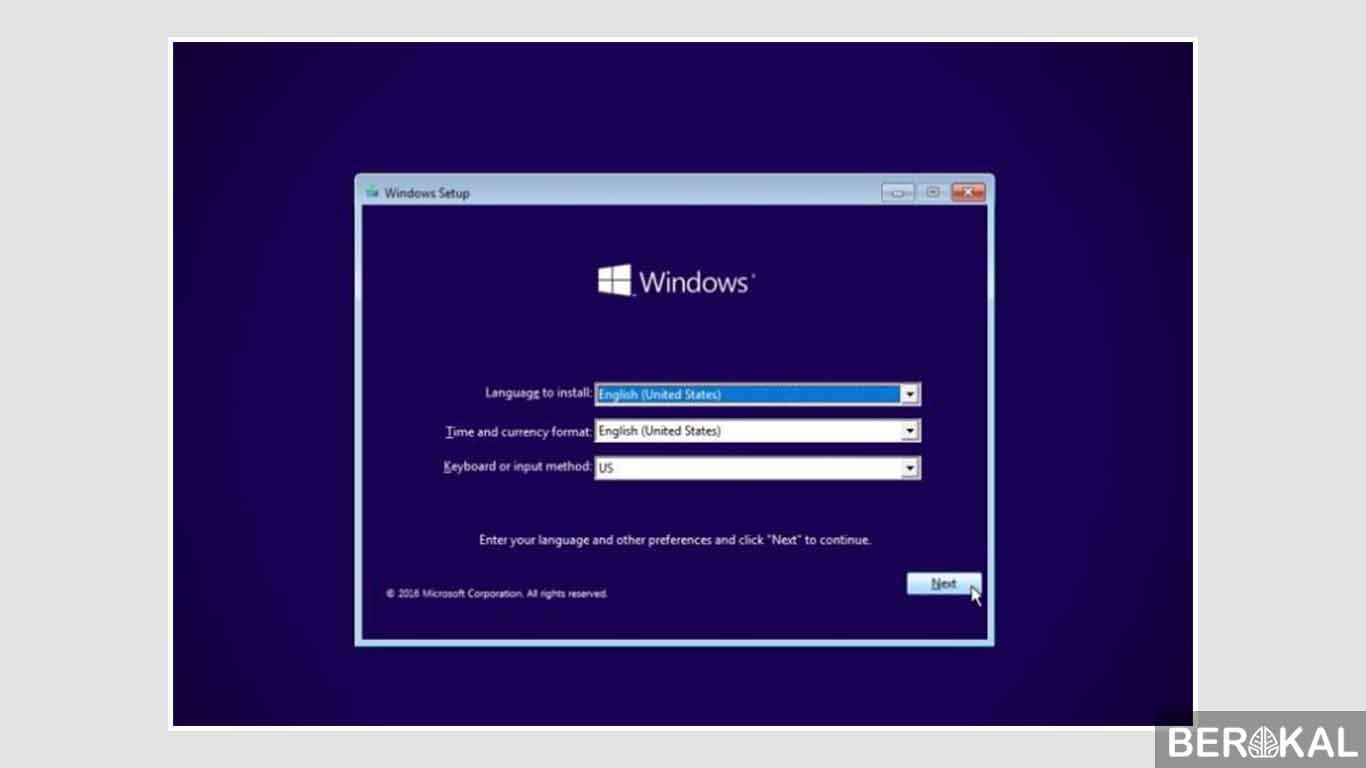 Windows Setup
Windows
Language to install: English (United States)
Time and currency format: English (United States)
Keyboard or input method: US
Enter your language and other preferences and click "Next" to continue.
Next
© 2016 Microsoft Corporation. All rights reserved.
BEROKAL